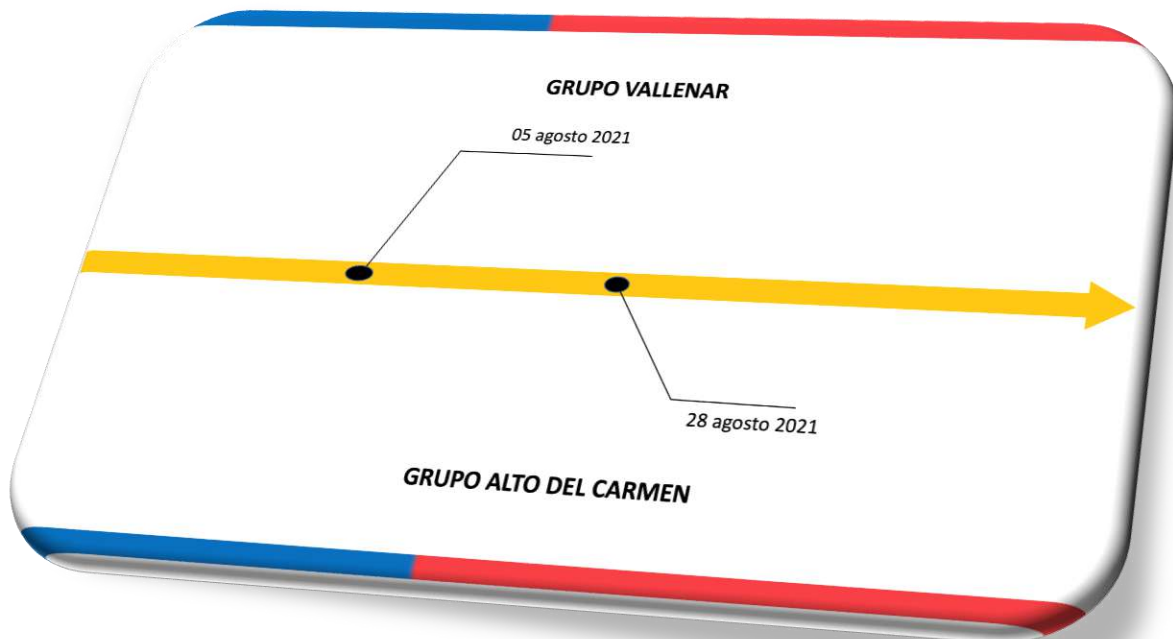 GRUPO VALLENAR
05 agosto 2021
28 agosto 2021
GRUPO ALTO DEL CARMEN